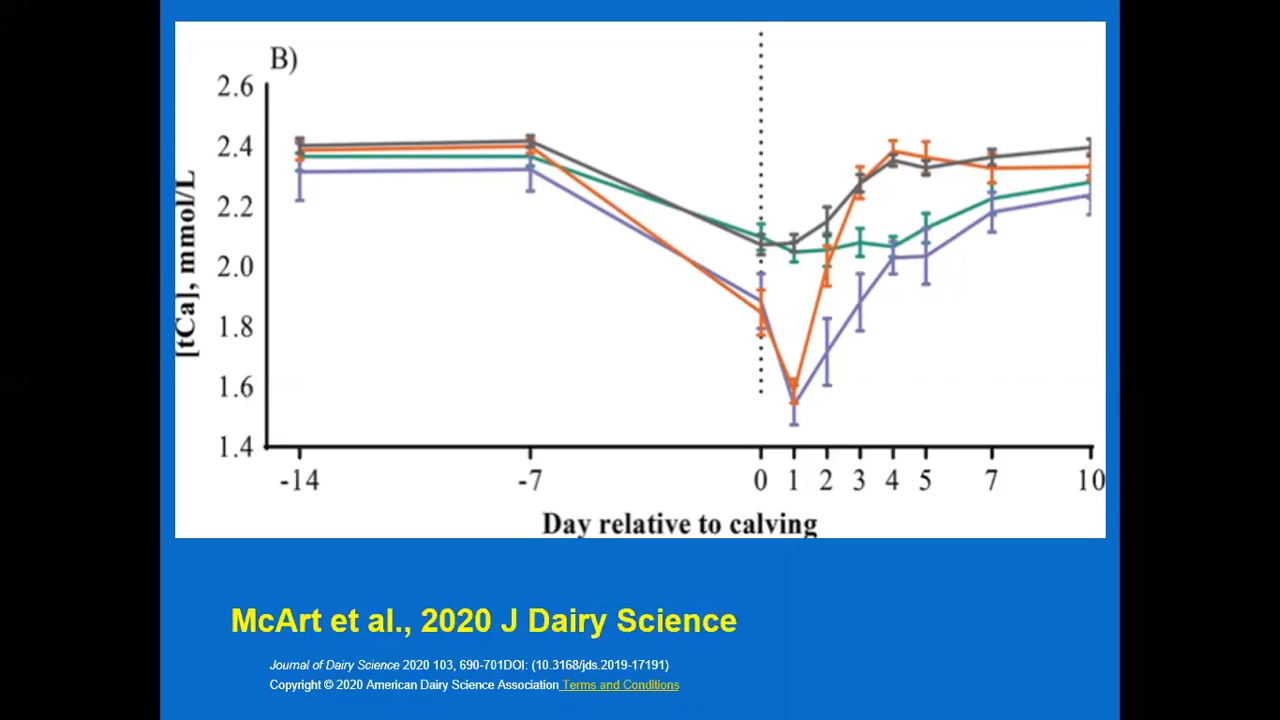 B)
2.6
2.4
2.2
2.0
1.8
1.6
1.4
[tCa], mmol/L
-14 -7 0 1 2 3 4 5 7 10
Day relative to calving
McArt et al., 2020 J Dairy Science
Journal of Dairy Science 2020 103, 690-701DOI: (10.3168/jds.2019-17191)
Copyright © 2020 American Dairy Science Association Terms and Conditions